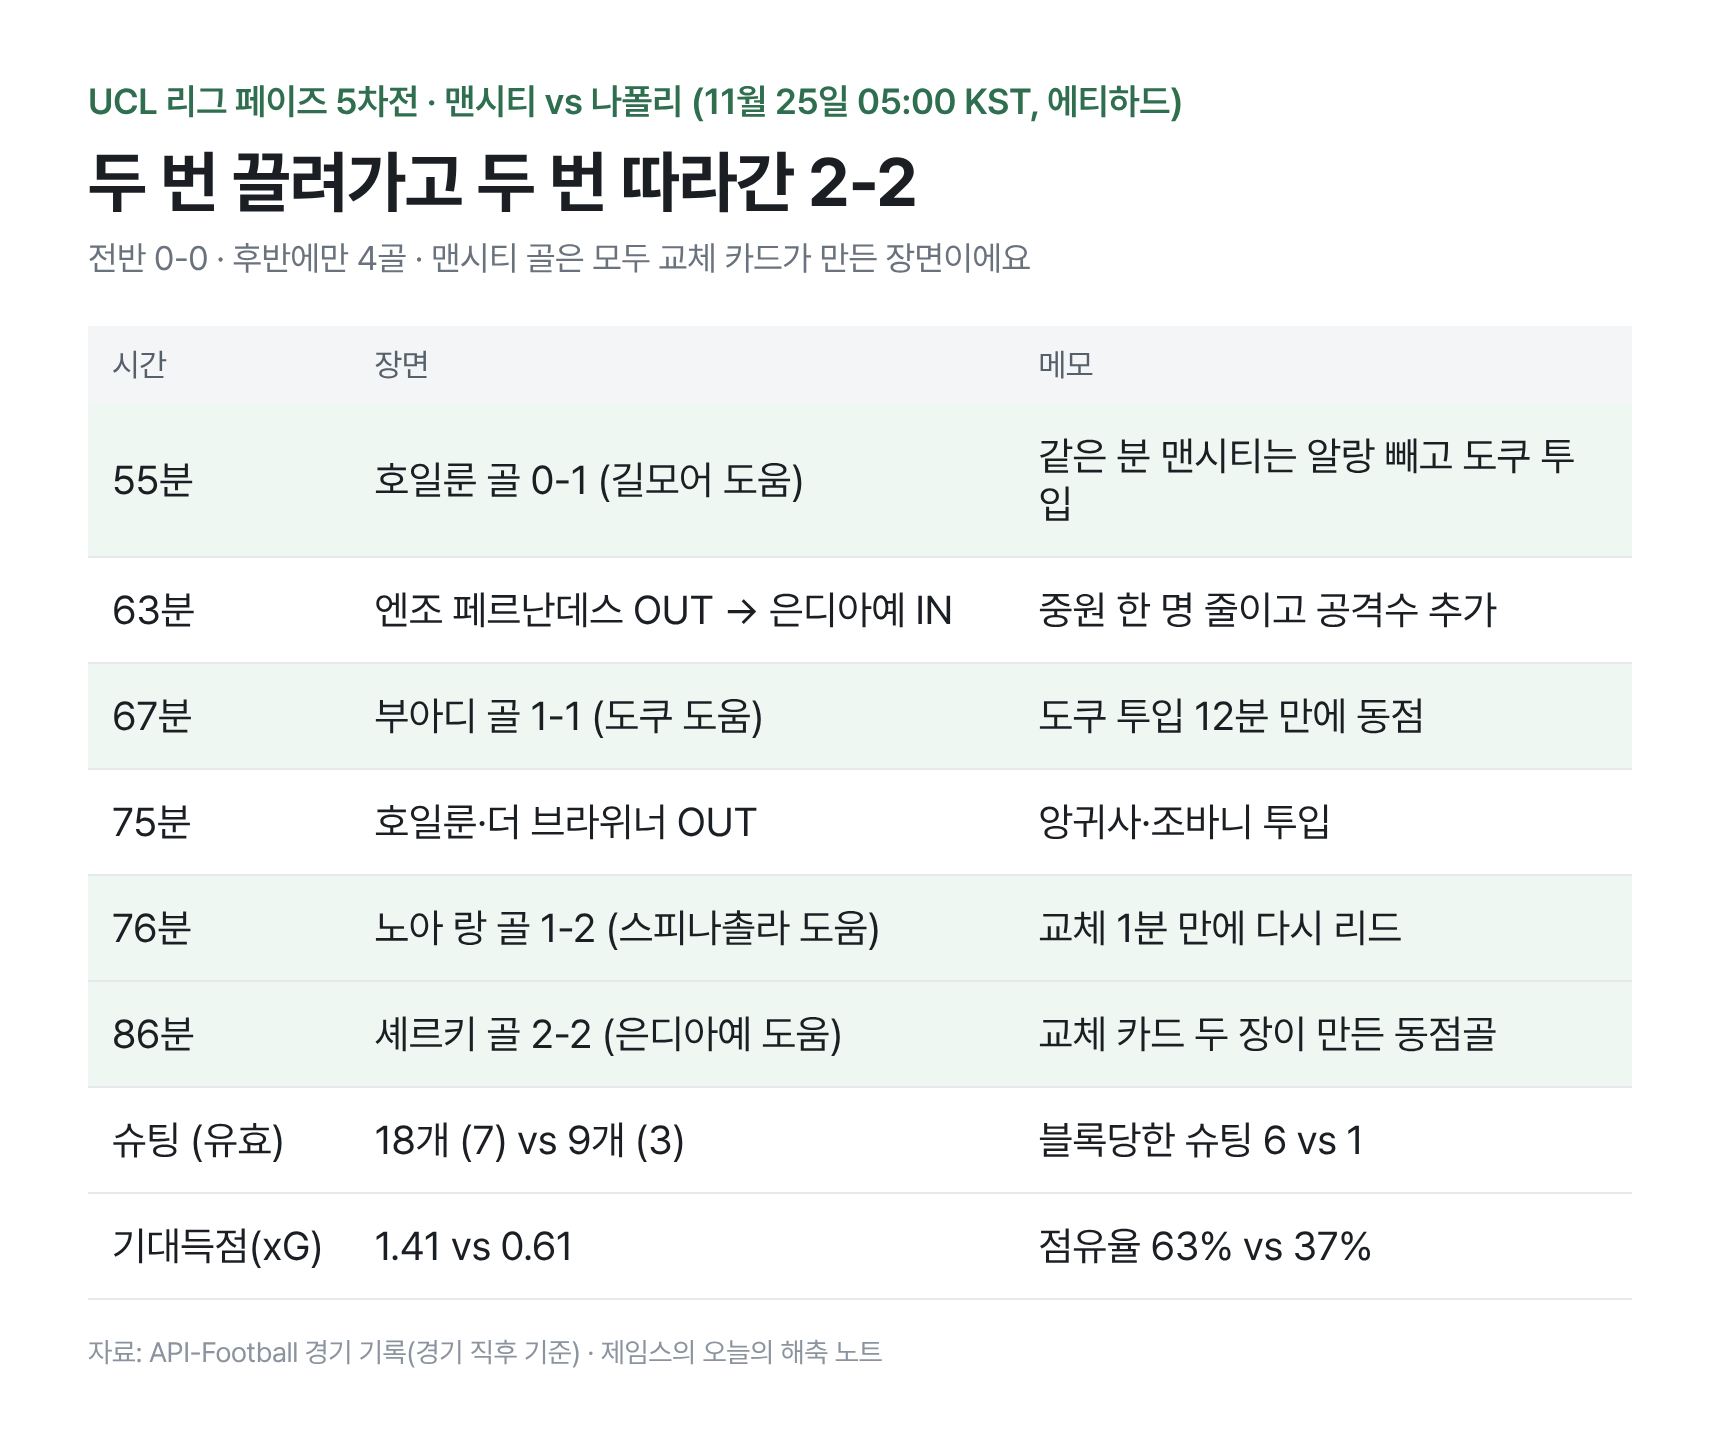 UCL 리그 페이즈 5차전 · 맨시티 vs 나폴리 (11월 25일 05:00 KST, 에티하드)
두 번 끌려가고 두 번 따라간 2-2
전반 0-0 · 후반에만 4골 · 맨시티 골은 모두 교체 카드가 만든 장면이에요
시간 장면 메모
55분 호일룬 골 0-1 (길모어 도움) 같은 분 맨시티는 알랑 빼고 도쿠 투
입
63분 엔조 페르난데스 OUT → 은디아예 IN 중원 한 명 줄이고 공격수 추가
67분 부아디 골 1-1 (도쿠 도움) 도쿠 투입 12분 만에 동점
75분 호일룬·더 브라위너 OUT 앙귀사·조바니 투입
76분 노아 랑 골 1-2 (스피나촐라 도움) 교체 1분 만에 다시 리드
86분 셰르키 골 2-2 (은디아예 도움) 교체 카드 두 장이 만든 동점골
슈팅 (유효) 18개 (7) vs 9개 (3) 블록당한 슈팅 6 vs 1
기대득점(xG) 1.41 vs 0.61 점유율 63% vs 37%
자료: API-Football 경기 기록(경기 직후 기준) · 제임스의 오늘의 해축 노트